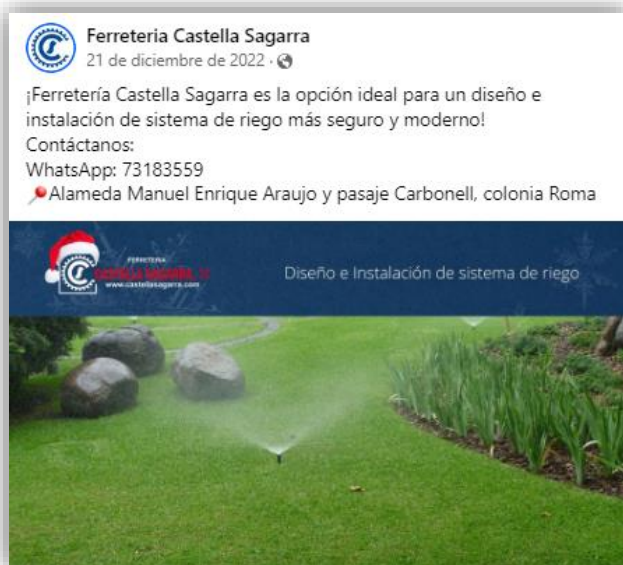 Ferreteria Castella Sagarra
21 de diciembre de 2022 ·
¡Ferretería Castella Sagarra es la opción ideal para un diseño e
instalación de sistema de riego más seguro y moderno!
Contáctanos:
WhatsApp: 73183559
📍Alameda Manuel Enrique Araujo y pasaje Carbonell, colonia Roma
FERRETERIA
CASTELLA SAGARRA
www.castellasagarra.com
Diseño e Instalación de sistema de riego